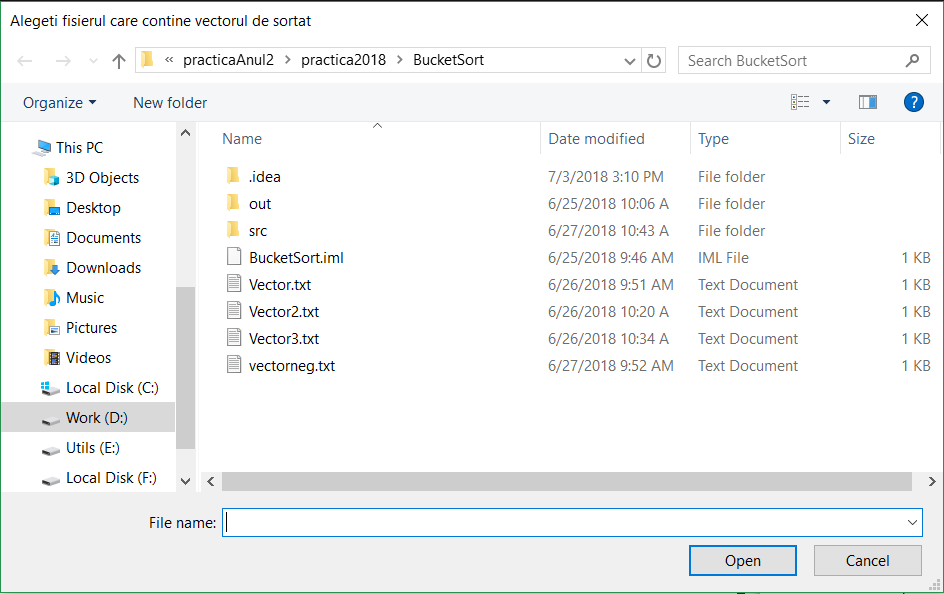 Alegeti fisierul care contine vectorul de sortat
« practicaAnul2 > practica2018 > BucketSort
Search BucketSort
Organize
New folder
?
This PC
3D Objects
Desktop
Documents
Downloads
Music
Pictures
Videos
Local Disk (C:)
Work (D:)
Utils (E:)
Local Disk (F:)
Name Date modified Type Size
.idea 7/3/2018 3:10 PM File folder
out 6/25/2018 10:06 A File folder
src 6/27/2018 10:43 A File folder
BucketSort.iml 6/25/2018 9:46 AM IML File 1 KB
Vector.txt 6/26/2018 9:51 AM Text Document 1 KB
Vector2.txt 6/26/2018 10:20 A Text Document 1 KB
Vector3.txt 6/26/2018 10:34 A Text Document 1 KB
vectorneg.txt 6/27/2018 9:52 AM Text Document 1 KB
File name:
Open
Cancel